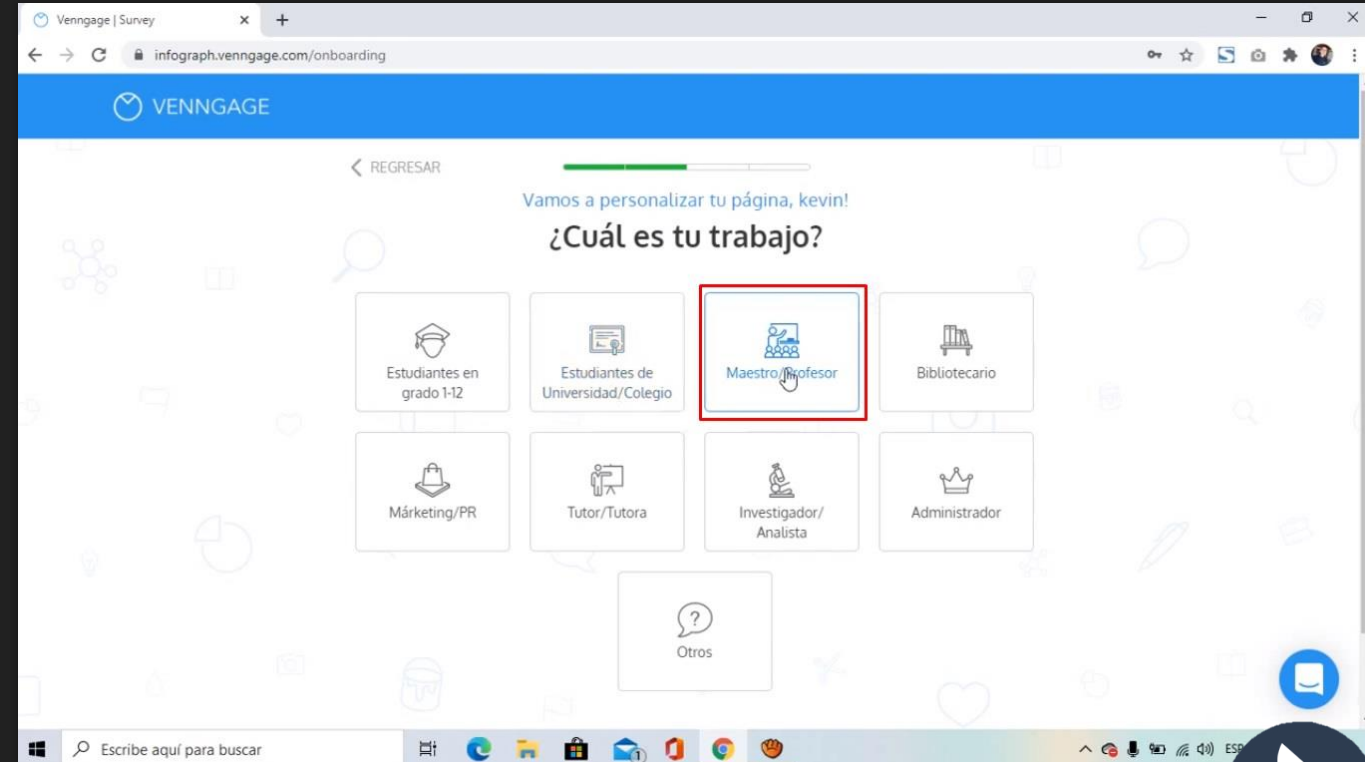 Venngage | Survey
infograph.venngage.com/onboarding
VENNGAGE
REGRESAR
Vamos a personalizar tu página, kevin!
¿Cuál es tu trabajo?
Estudiantes en
grado 1-12
Estudiantes de
Universidad/Colegio
Maestro/Profesor
Bibliotecario
Márketing/PR
Tutor/Tutora
Investigador/
Analista
Administrador
Otros
Escribe aquí para buscar
ESP